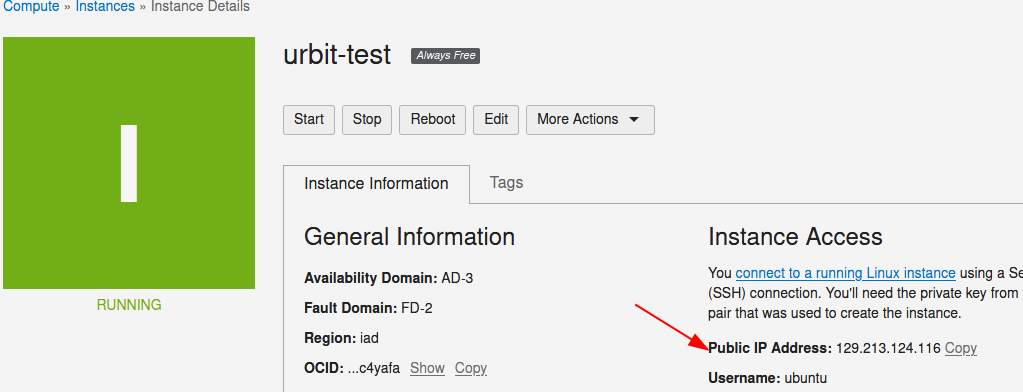 Compute » Instances » Instance Details
urbit-test Always Free
Start Stop Reboot Edit More Actions
Instance Information Tags
General Information
Availability Domain: AD-3
Fault Domain: FD-2
Region: iad
OCID: ...c4yafa Show Copy
Instance Access
You connect to a running Linux instance using a Se
(SSH) connection. You'll need the private key from
pair that was used to create the instance.
Public IP Address: 129.213.124.116 Copy
Username: ubuntu
I
RUNNING